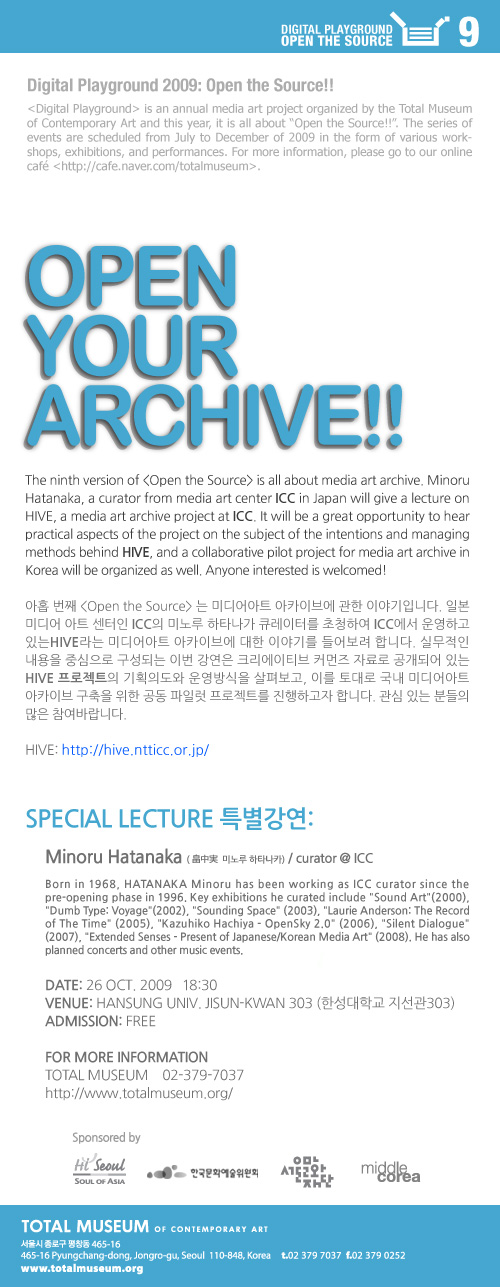 DIGITAL PLAYGROUND
OPEN THE SOURCE
9
Digital Playground 2009: Open the Source!!
<Digital Playground> is an annual media art project organized by the Total Museum
of Contemporary Art and this year, it is all about “Open the Source!!”. The series of
events are scheduled from July to December of 2009 in the form of various work-
shops, exhibitions, and performances. For more information, please go to our online
café <http://cafe.naver.com/totalmuseum>.
OPEN
YOUR
ARCHIVE!!
The ninth version of <Open the Source> is all about media art archive. Minoru
Hatanaka, a curator from media art center ICC in Japan will give a lecture on
HIVE, a media art archive project at ICC. It will be a great opportunity to hear
practical aspects of the project on the subject of the intentions and managing
methods behind HIVE, and a collaborative pilot project for media art archive in
Korea will be organized as well. Anyone interested is welcomed!
아홉 번째 <Open the Source> 는 미디어아트 아카이브에 관한 이야기입니다. 일본
미디어 아트 센터인 ICC의 미노루 하타나가 큐레이터를 초청하여 ICC에서 운영하고
있는HIVE라는 미디어아트 아카이브에 대한 이야기를 들어보려 합니다. 실무적인
내용을 중심으로 구성되는 이번 강연은 크리에이티브 커먼즈 자료로 공개되어 있는
HIVE 프로젝트의 기획의도와 운영방식을 살펴보고, 이를 토대로 국내 미디어아트
아카이브 구축을 위한 공동 파일럿 프로젝트를 진행하고자 합니다. 관심 있는 분들의
많은 참여바랍니다.
HIVE: http://hive.ntticc.or.jp/
SPECIAL LECTURE 특별강연:
Minoru Hatanaka ( 畠中実 미노루 하타나카) / curator @ ICC
Born in 1968, HATANAKA Minoru has been working as ICC curator since the
pre-opening phase in 1996. Key exhibitions he curated include "Sound Art"(2000),
"Dumb Type: Voyage"(2002), "Sounding Space" (2003), "Laurie Anderson: The Record
of The Time" (2005), "Kazuhiko Hachiya - OpenSky 2.0" (2006), "Silent Dialogue"
(2007), "Extended Senses - Present of Japanese/Korean Media Art" (2008). He has also
planned concerts and other music events.
DATE: 26 OCT. 2009 18:30
VENUE: HANSUNG UNIV. JISUN-KWAN 303 (한성대학교 지선관303)
ADMISSION: FREE
FOR MORE INFORMATION
TOTAL MUSEUM 02-379-7037
http://www.totalmuseum.org/
Sponsored by
Hi Seoul
SOUL OF ASIA
한국문화예술위원회
서울문화재단
middle
corea
TOTAL MUSEUM OF CONTEMPORARY ART
서울시 종로구 평창동 465-16
465-16 Pyungchang-dong, Jongro-gu, Seoul 110-848, Korea t.02 379 7037 f.02 379 0252
www.totalmuseum.org